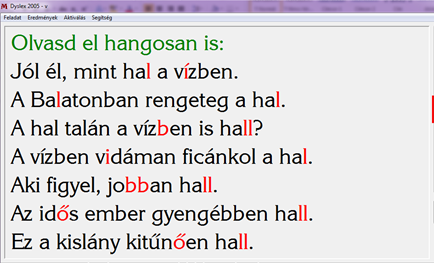 Dyslex 2005 - v
Feladat Eredmények Aktiválás Segítség
Olvasd el hangosan is:
Jól él, mint hal a vízben.
A Balatonban rengeteg a hal.
A hal talán a vízben is hall?
A vízben vidáman ficánkol a hal.
Aki figyel, jobban hall.
Az idős ember gyengébben hall.
Ez a kislány kitűnően hall.